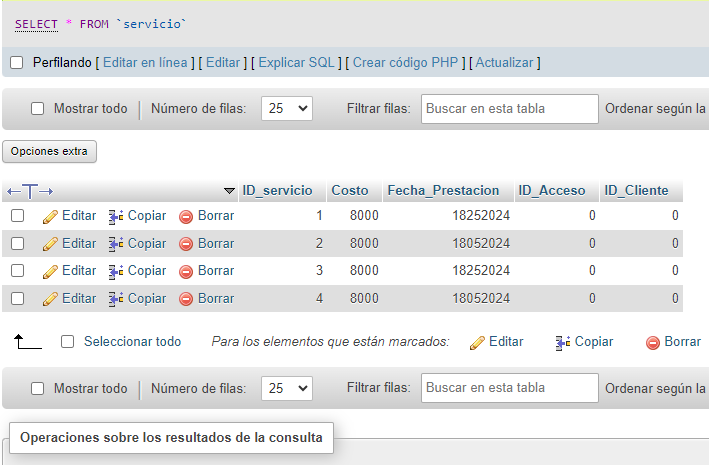 SELECT * FROM `servicio`
Perfilando [ Editar en línea ] [ Editar ] [ Explicar SQL ] [ Crear código PHP ] [ Actualizar ]
Mostrar todo | Número de filas: 25 Filtrar filas: Buscar en esta tabla Ordenar según la
Opciones extra
←T→ ID_servicio Costo Fecha_Prestacion ID_Acceso ID_Cliente
Editar Copiar Borrar 1 8000 18252024 0 0
Editar Copiar Borrar 2 8000 18052024 0 0
Editar Copiar Borrar 3 8000 18252024 0 0
Editar Copiar Borrar 4 8000 18052024 0 0
Seleccionar todo Para los elementos que están marcados: Editar Copiar Borrar
Mostrar todo | Número de filas: 25 Filtrar filas: Buscar en esta tabla Ordenar según la
Operaciones sobre los resultados de la consulta